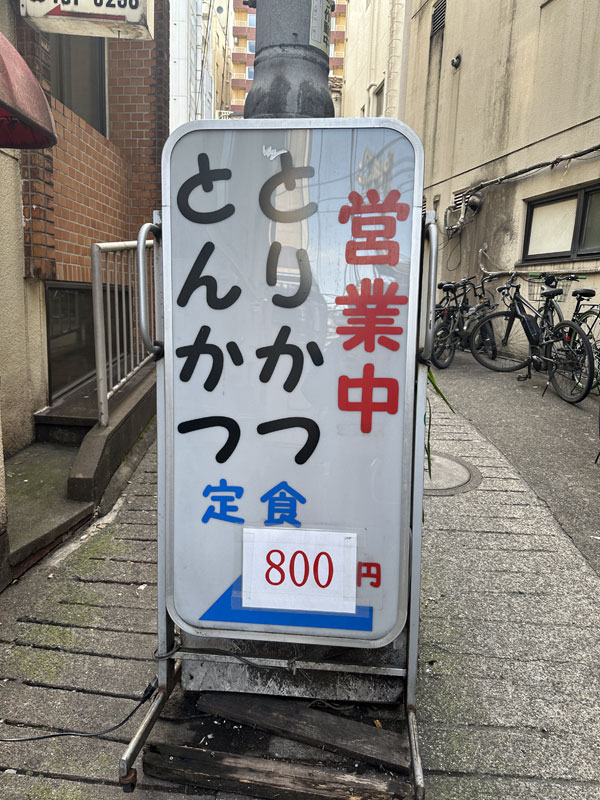 営業中
とりかつ
とんかつ
定食
800円